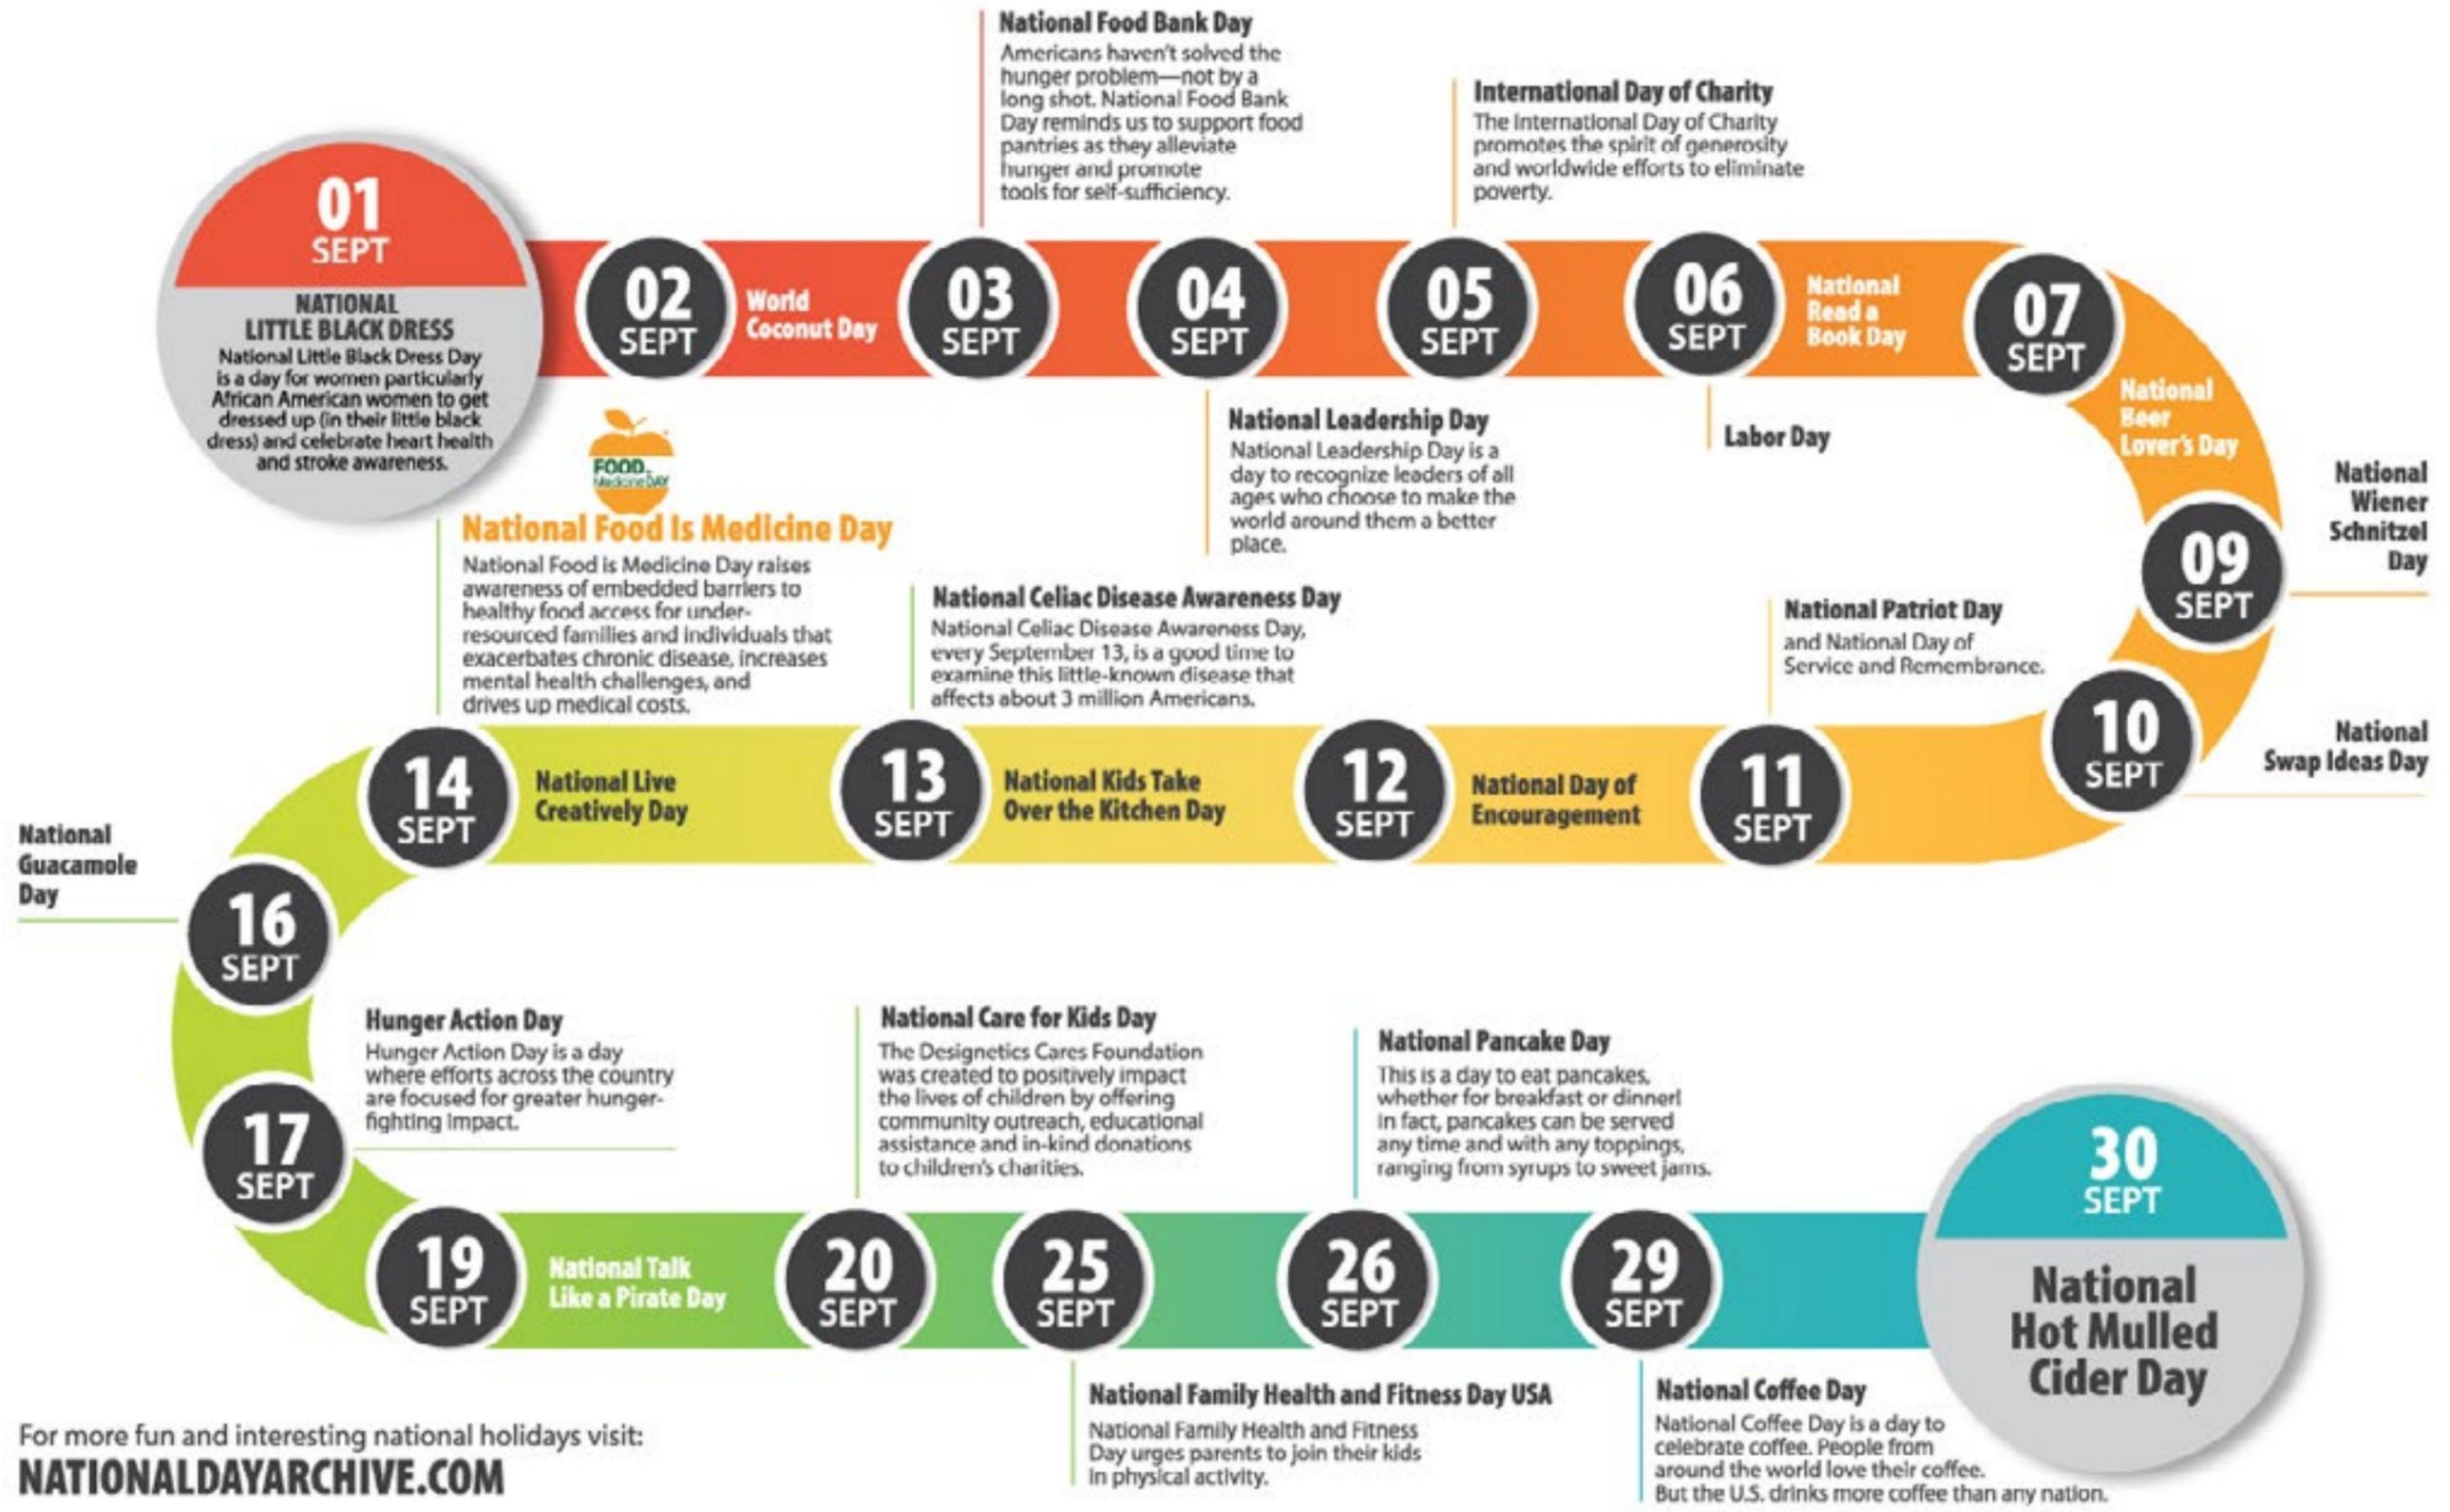 National Food Bank Day
Americans haven't solved the
hunger problem—not by a
long shot. National Food Bank
Day reminds us to support food
pantries as they alleviate
hunger and promote
tools for self-sufficiency.
International Day of Charity
The International Day of Charity
promotes the spirit of generosity
and worldwide efforts to eliminate
poverty.
01
SEPT
NATIONAL
LITTLE BLACK DRESS
National Little Black Dress Day
is a day for women particularly
African American women to get
dressed up (in their little black
dress) and celebrate heart health
and stroke awareness.
02
SEPT
World
Coconut Day
03
SEPT
04
SEPT
05
SEPT
06
SEPT
National
Read a
Book Day
07
SEPT
National
Beer
Lover's Day
National Leadership Day
National Leadership Day is a
day to recognize leaders of all
ages who choose to make the
world around them a better
place.
Labor Day
National
Wiener
Schnitzel
Day
09
SEPT
FOOD IS
Medicine DAY
National Food Is Medicine Day
National Food is Medicine Day raises
awareness of embedded barriers to
healthy food access for under-
resourced families and individuals that
exacerbates chronic disease, increases
mental health challenges, and
drives up medical costs.
National Celiac Disease Awareness Day
National Celiac Disease Awareness Day,
every September 13, is a good time to
examine this little-known disease that
affects about 3 million Americans.
National Patriot Day
and National Day of
Service and Remembrance.
10
SEPT
National
Swap Ideas Day
14
SEPT
National Live
Creatively Day
13
SEPT
National Kids Take
Over the Kitchen Day
12
SEPT
National Day of
Encouragement
11
SEPT
National
Guacamole
Day
16
SEPT
Hunger Action Day
Hunger Action Day is a day
where efforts across the country
are focused for greater hunger-
fighting impact.
17
SEPT
National Care for Kids Day
The Designetics Cares Foundation
was created to positively impact
the lives of children by offering
community outreach, educational
assistance and in-kind donations
to children's charities.
National Pancake Day
This is a day to eat pancakes,
whether for breakfast or dinner!
In fact, pancakes can be served
any time and with any toppings,
ranging from syrups to sweet jams.
19
SEPT
National Talk
Like a Pirate Day
20
SEPT
25
SEPT
26
SEPT
29
SEPT
30
SEPT
National
Hot Mulled
Cider Day
National Family Health and Fitness Day USA
National Family Health and Fitness
Day urges parents to join their kids
in physical activity.
National Coffee Day
National Coffee Day is a day to
celebrate coffee. People from
around the world love their coffee.
But the U.S. drinks more coffee than any nation.
For more fun and interesting national holidays visit:
NATIONALDAYARCHIVE.COM